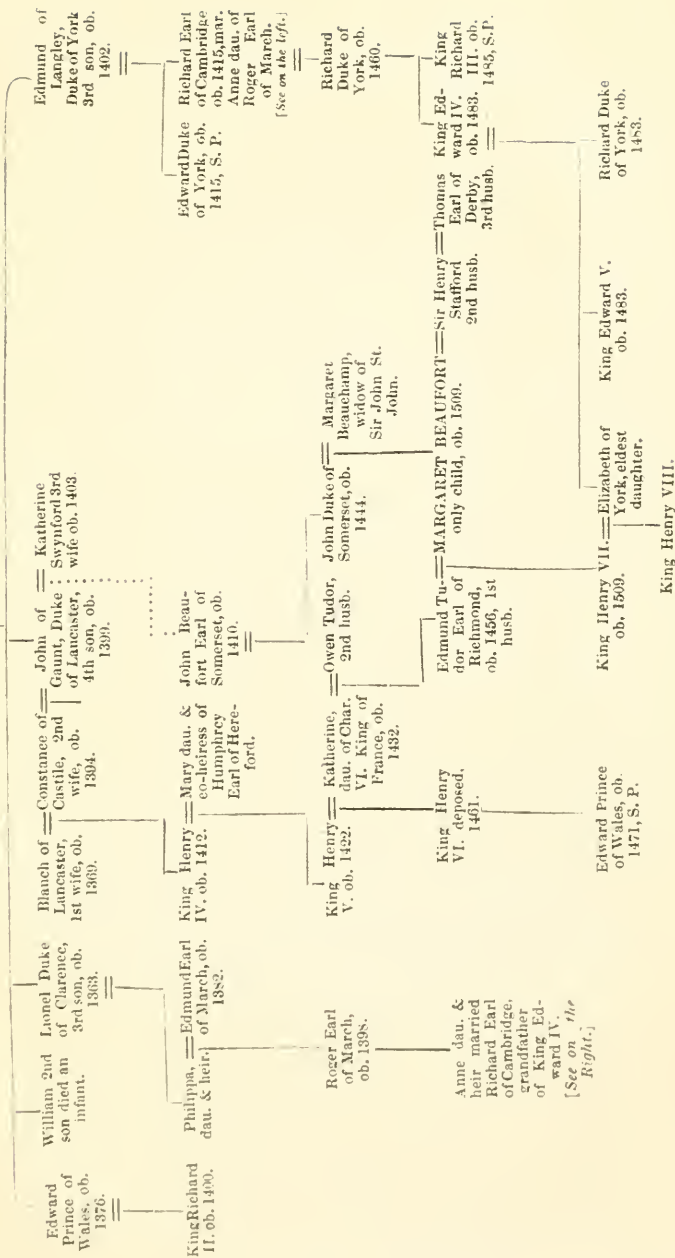 Edward
Prince of
Wales, ob.
1376.
William 2nd
son died an
infant.
Lionel Duke
of Clarence,
3rd son, ob.
1363.
Blanch of
Lancaster,
1st wife, ob.
1369.
Constance of
Castile, 2nd
wife, ob.
1394.
John of
Gaunt, Duke
of Lancaster,
4th son, ob.
1399.
Katherine
Swynford 3rd
wife ob. 1403.
Edmund of
Langley,
Duke of York
3rd son, ob.
1402.
King Richard
II. ob. 1400.
Philippa,
dau. & heir.
Edmund Earl
of March, ob.
1382.
King Henry
IV. ob. 1412.
Mary dau. &
co-heiress of
Humphrey
Earl of Here-
ford.
John Beau-
fort Earl of
Somerset, ob.
1410.
Edward Duke
of York, ob.
1415, S. P.
Richard Earl
of Cambridge
ob. 1415, mar.
Anne dau. of
Roger Earl
of March.
[See on the left.]
Roger Earl
of March,
ob. 1398.
King Henry
V. ob. 1422.
Katherine,
dau. of Char.
VI. King of
France, ob.
1432.
Owen Tudor,
2nd husb.
John Duke of
Somerset, ob.
1444.
Margaret
Beauchamp,
widow of
Sir John St.
John.
Richard
Duke of
York, ob.
1460.
Anne dau. &
heir married
Richard Earl
of Cambridge,
grandfather
of King Ed-
ward IV.
[See on the
Right.]
King Henry
VI. deposed,
1461.
Edmund Tu-
dor Earl of
Richmond,
ob. 1456, 1st
husb.
MARGARET BEAUFORT
only child, ob. 1509.
Sir Henry
Stafford
2nd husb.
Thomas
Earl of
Derby,
3rd husb.
King Ed-
ward IV.
ob. 1483.
King
Richard
III. ob.
1485, S.P.
Edward Prince
of Wales, ob.
1471, S. P.
King Henry VII.
ob. 1509.
Elizabeth of
York, eldest
daughter.
King Edward V.
ob. 1483.
Richard Duke
of York, ob.
1483.
King Henry VIII.